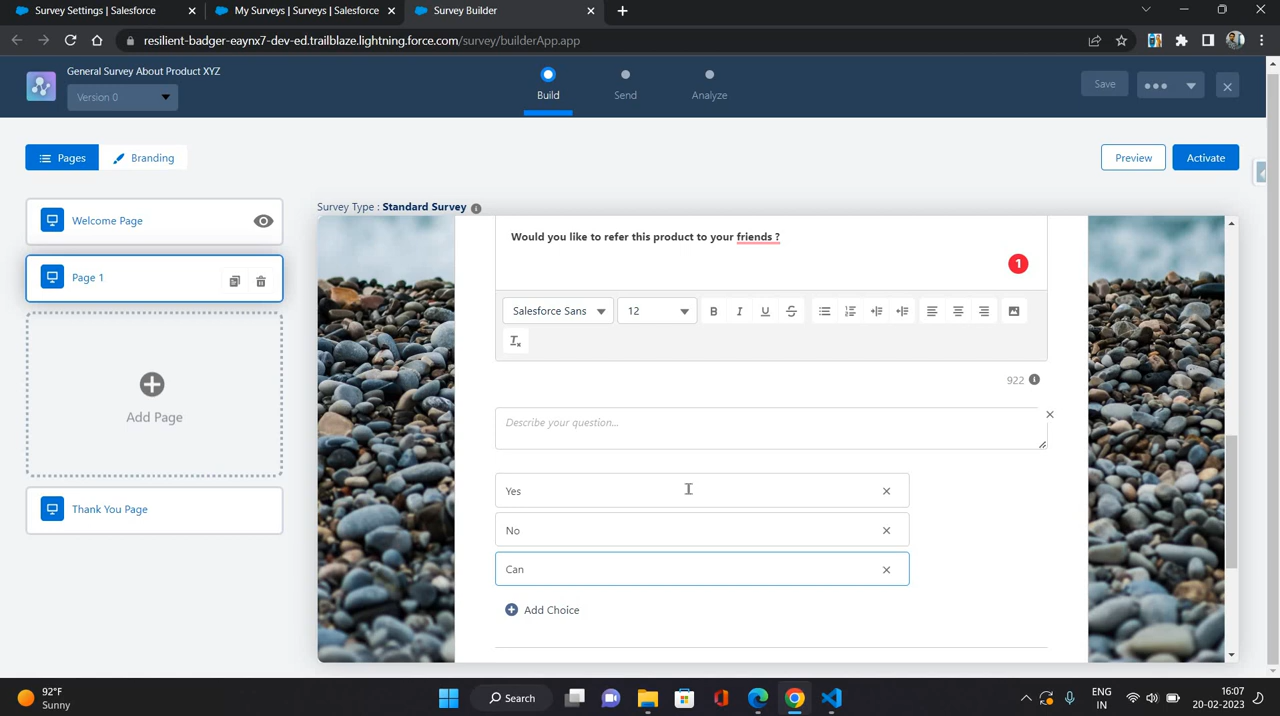 Survey Settings | Salesforce
My Surveys | Surveys | Salesforce
Survey Builder
resilient-badger-eaynx7-dev-ed.trailblaze.lightning.force.com/survey/builderApp.app
General Survey About Product XYZ
Version 0
Build
Send
Analyze
Save
Pages
Branding
Preview
Activate
Welcome Page
Page 1
Add Page
Thank You Page
Survey Type : Standard Survey
Would you like to refer this product to your friends ?
1
Salesforce Sans
12
B
I
U
S
Tx
922
Describe your question...
Yes
No
Can
Add Choice
92°F
Sunny
Search
ENG
IN
16:07
20-02-2023